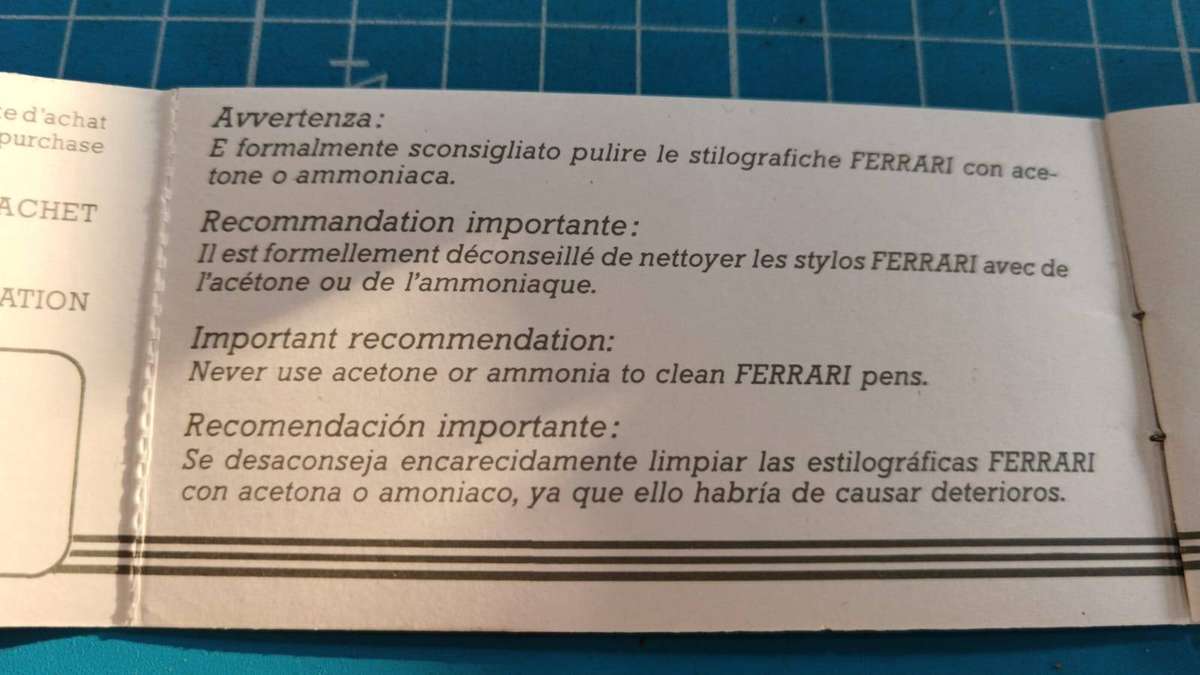 te d'achat
purchase
ACHET
ATION
Avvertenza:
E formalmente sconsigliato pulire le stilografiche FERRARI con ace-
tone o ammoniaca.
Recommandation importante:
Il est formellement déconseillé de nettoyer les stylos FERRARI avec de
l'acétone ou de l'ammoniaque.
Important recommendation:
Never use acetone or ammonia to clean FERRARI pens.
Recomendación importante:
Se desaconseja encarecidamente limpiar las estilográficas FERRARI
con acetona o amoniaco, ya que ello habría de causar deterioros.